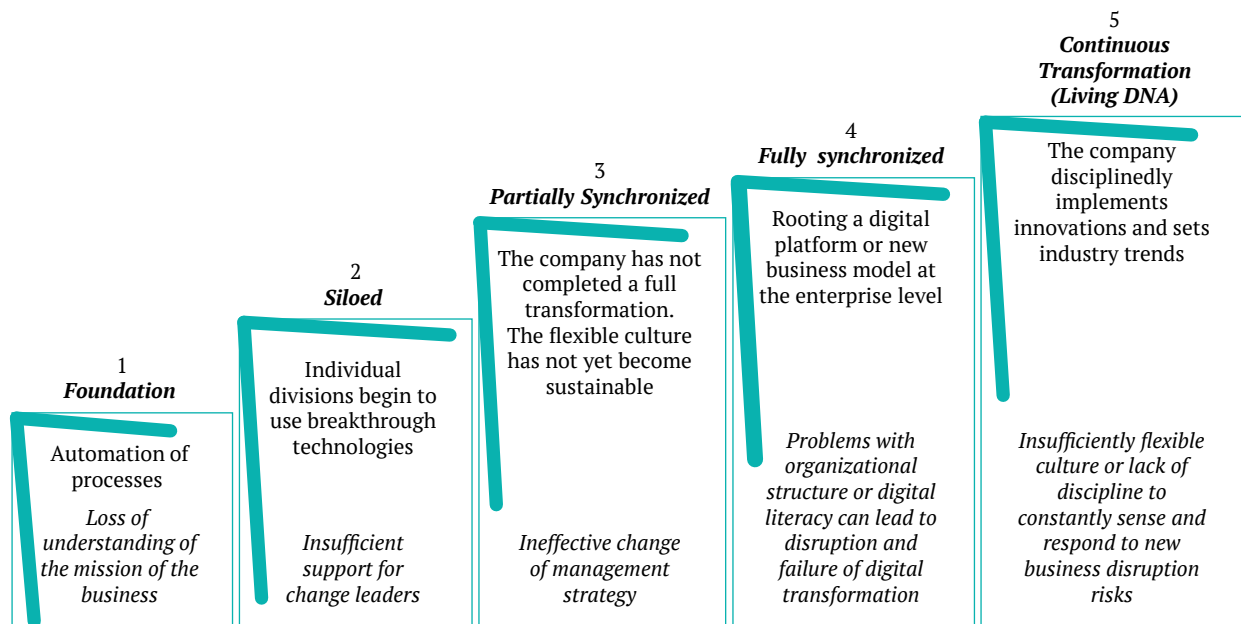 1
Foundation
Automation of
processes
Loss of
understanding of
the mission of the
business
2
Siloed
Individual
divisions begin to
use breakthrough
technologies
Insufficient
support for
change leaders
3
Partially Synchronized
The company has not
completed a full
transformation.
The flexible culture
has not yet become
sustainable
Ineffective change
of management
strategy
4
Fully synchronized
Rooting a digital
platform or new
business model at
the enterprise level
Problems with
organizational
structure or digital
literacy can lead to
disruption and
failure of digital
transformation
5
Continuous
Transformation
(Living DNA)
The company
disciplinedly
implements
innovations and sets
industry trends
Insufficiently flexible
culture or lack of
discipline to
constantly sense and
respond to new
business disruption
risks